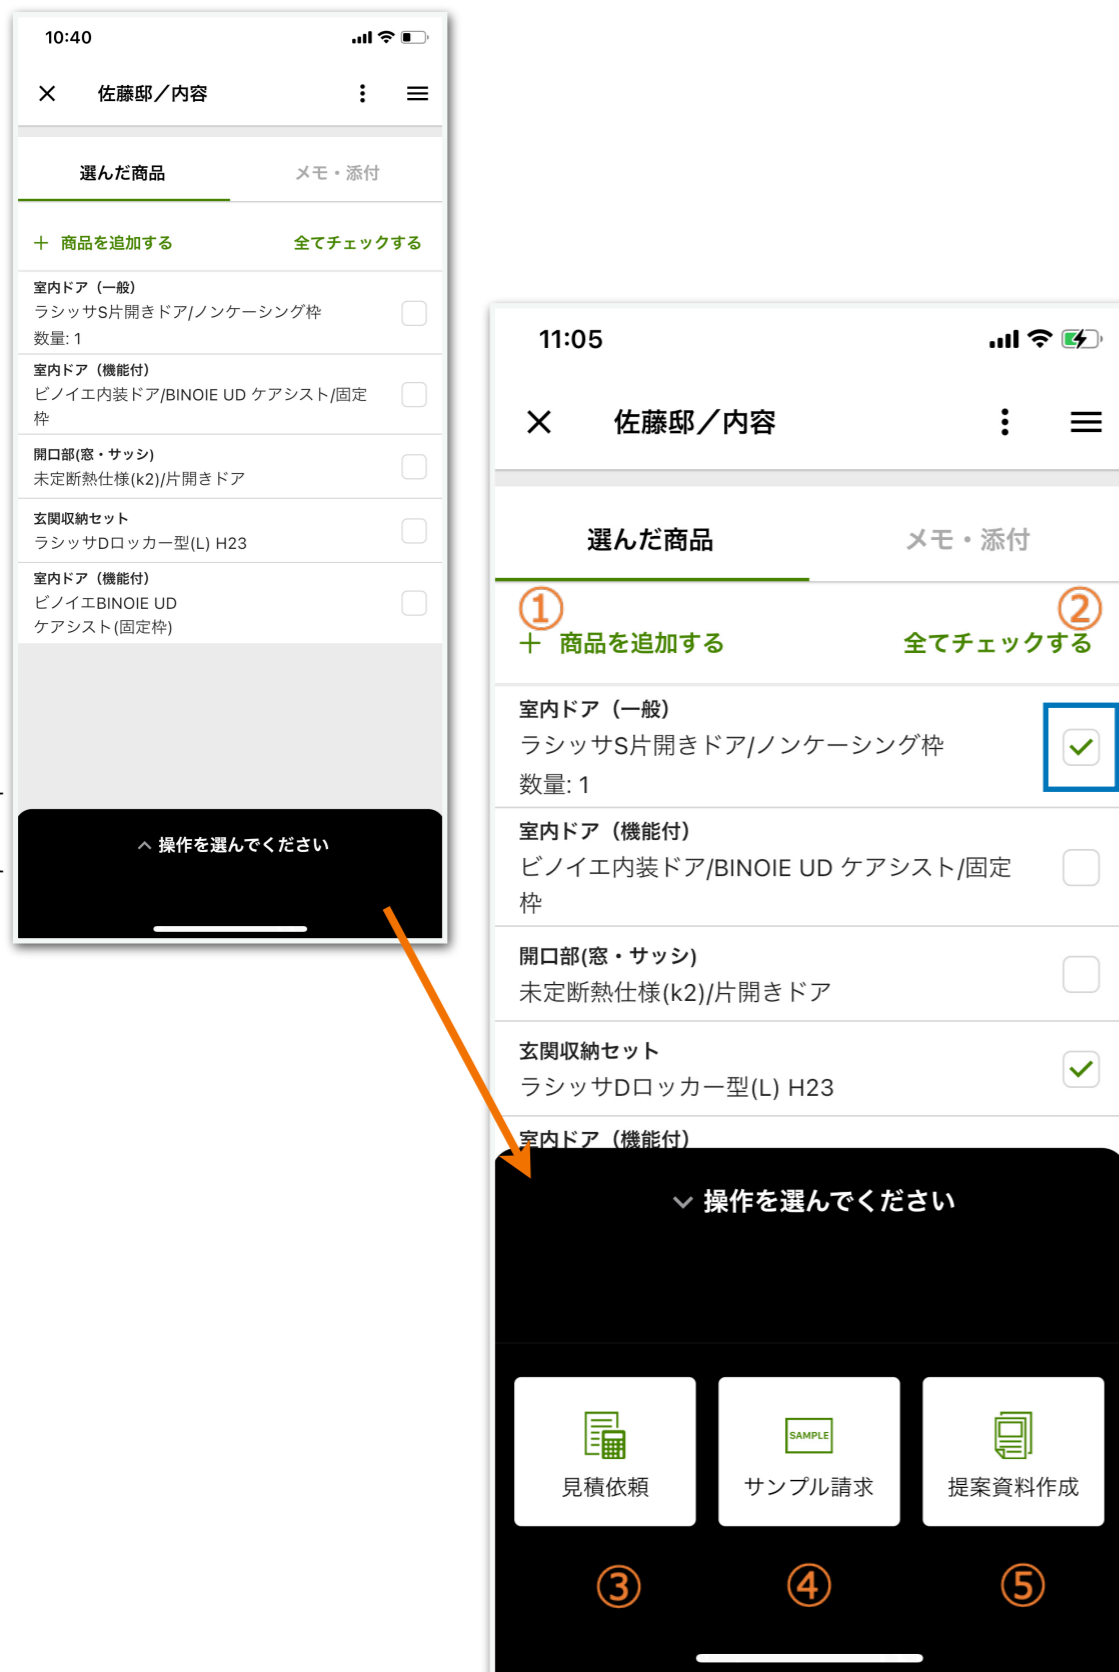 10:40
佐藤邸／内容
選んだ商品
メモ・添付
＋ 商品を追加する
全てチェックする
室内ドア（一般）
ラシッサS片開きドア/ノンケーシング枠
数量: 1
室内ドア（機能付）
ビノイエ内装ドア/BINOIE UD ケアシスト/固定
枠
開口部(窓・サッシ)
未定断熱仕様(k2)/片開きドア
玄関収納セット
ラシッサDロッカー型(L) H23
室内ドア（機能付）
ビノイエBINOIE UD
ケアシスト(固定枠)
操作を選んでください
11:05
佐藤邸／内容
選んだ商品
メモ・添付
①
②
＋ 商品を追加する
全てチェックする
室内ドア（一般）
ラシッサS片開きドア/ノンケーシング枠
数量: 1
室内ドア（機能付）
ビノイエ内装ドア/BINOIE UD ケアシスト/固定
枠
開口部(窓・サッシ)
未定断熱仕様(k2)/片開きドア
玄関収納セット
ラシッサDロッカー型(L) H23
室内ドア（機能付）
操作を選んでください
SAMPLE
見積依頼
サンプル請求
提案資料作成
③
④
⑤